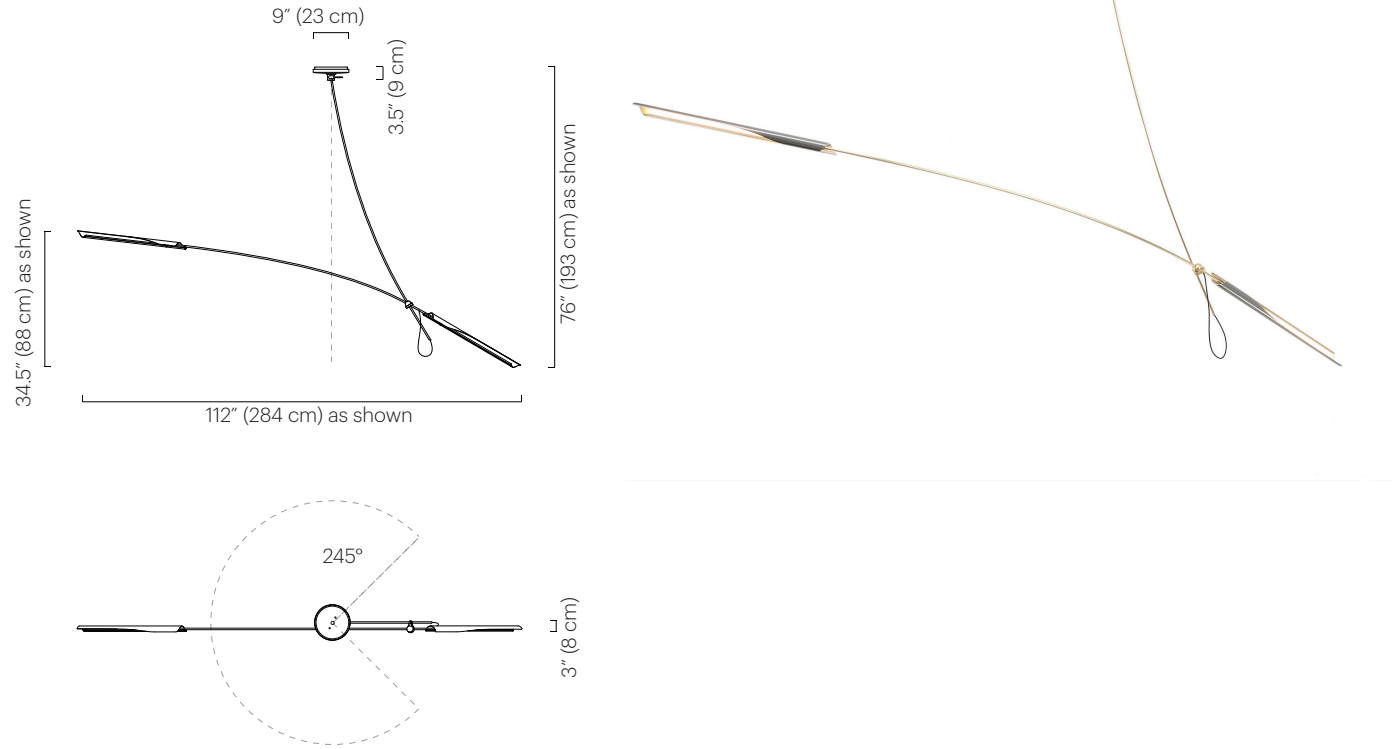 9” (23 cm)
3.5” (9 cm)
76” (193 cm) as shown
34.5” (88 cm) as shown
112” (284 cm) as shown
245°
3” (8 cm)